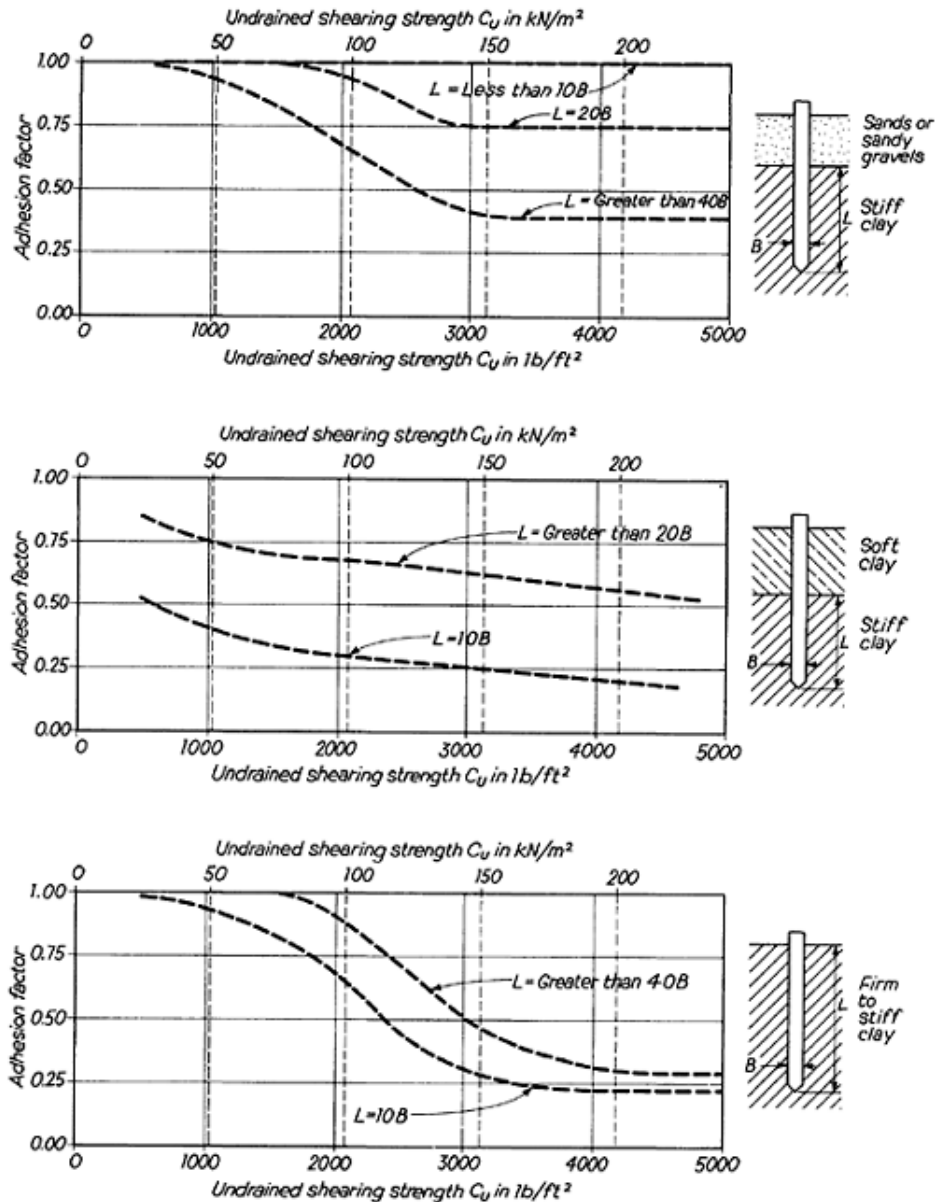 Undrained shearing strength Cu in kN/m²
0 50 100 150 200
1.00
0.75
0.50
0.25
0.00
Adhesion factor
L = Less than 10B
L = 20B
L = Greater than 40B
0 1000 2000 3000 4000 5000
Undrained shearing strength Cu in lb/ft²
Sands or
sandy
gravels
L
Stiff
clay
B
Undrained shearing strength Cu in kN/m²
0 50 100 150 200
1.00
0.75
0.50
0.25
0.00
Adhesion factor
L = Greater than 20B
L = 10B
0 1000 2000 3000 4000 5000
Undrained shearing strength Cu in lb/ft²
Soft
clay
L
Stiff
clay
B
Undrained shearing strength Cu in kN/m²
0 50 100 150 200
1.00
0.75
0.50
0.25
0.00
Adhesion factor
L = Greater than 40B
L = 10B
0 1000 2000 3000 4000 5000
Undrained shearing strength Cu in lb/ft²
Firm
to
stiff
clay
L
B